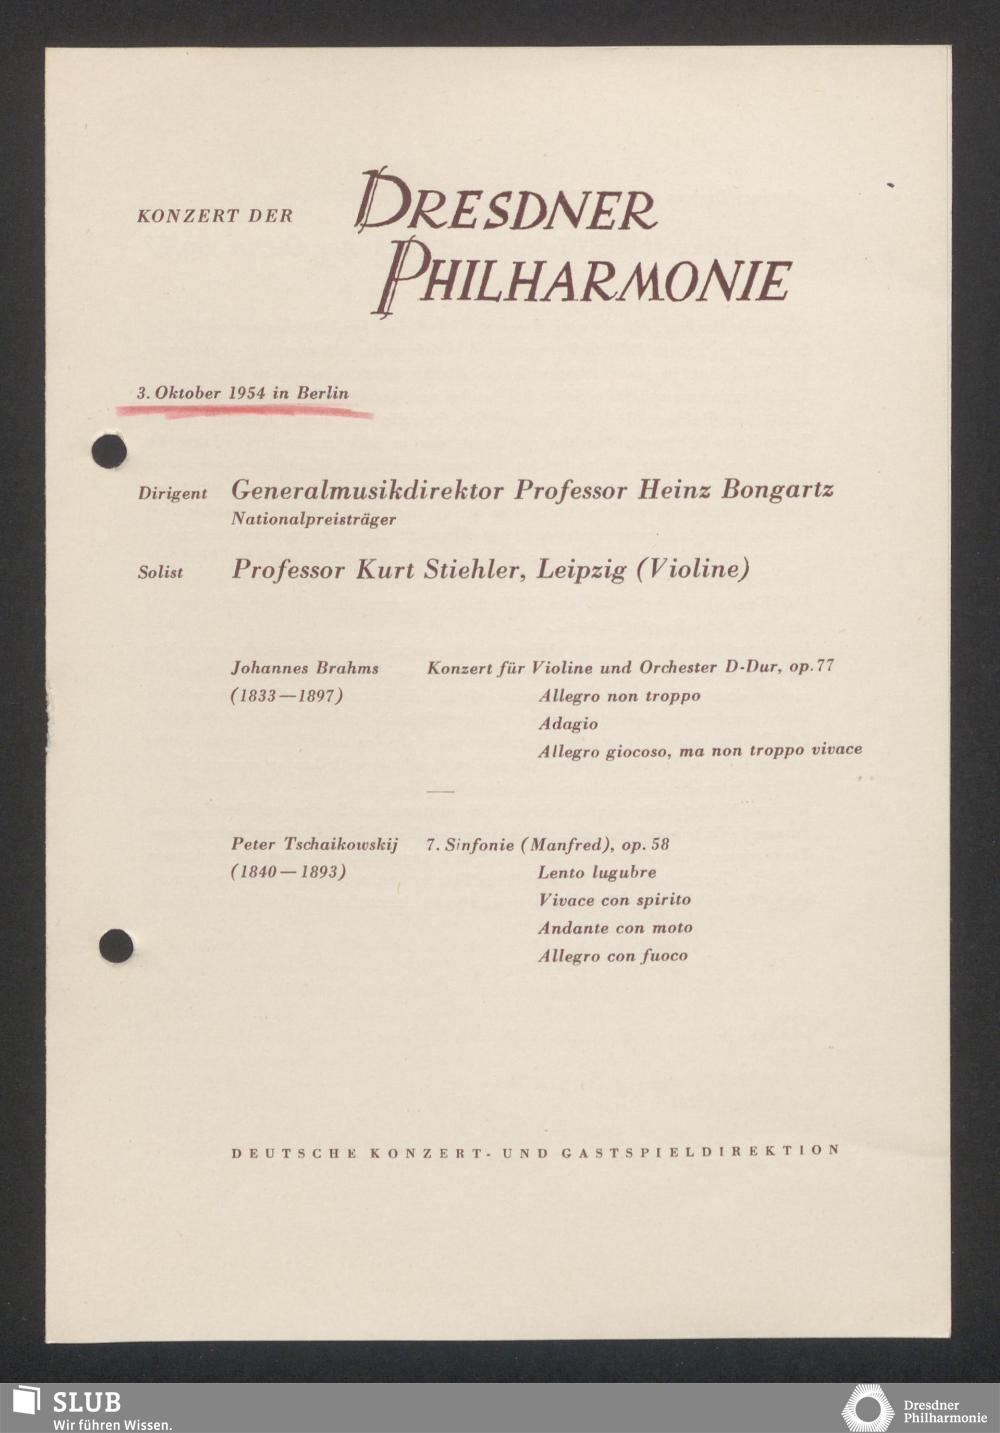 KONZERT DER DRESDNER
PHILHARMONIE
3. Oktober 1954 in Berlin
Dirigent Generalmusikdirektor Professor Heinz Bongartz
Nationalpreisträger
Solist Professor Kurt Stiehler, Leipzig (Violine)
Johannes Brahms Konzert für Violine und Orchester D-Dur, op. 77
(1833—1897) Allegro non troppo
Adagio
Allegro giocoso, ma non troppo vivace
Peter Tschaikowskij 7. Sinfonie (Manfred), op. 58
(1840—1893) Lento lugubre
Vivace con spirito
Andante con moto
Allegro con fuoco
DEUTSCHE KONZERT- UND GASTSPIELDIREKTION
SLUB
Wir führen Wissen.
Dresdner
Philharmonie